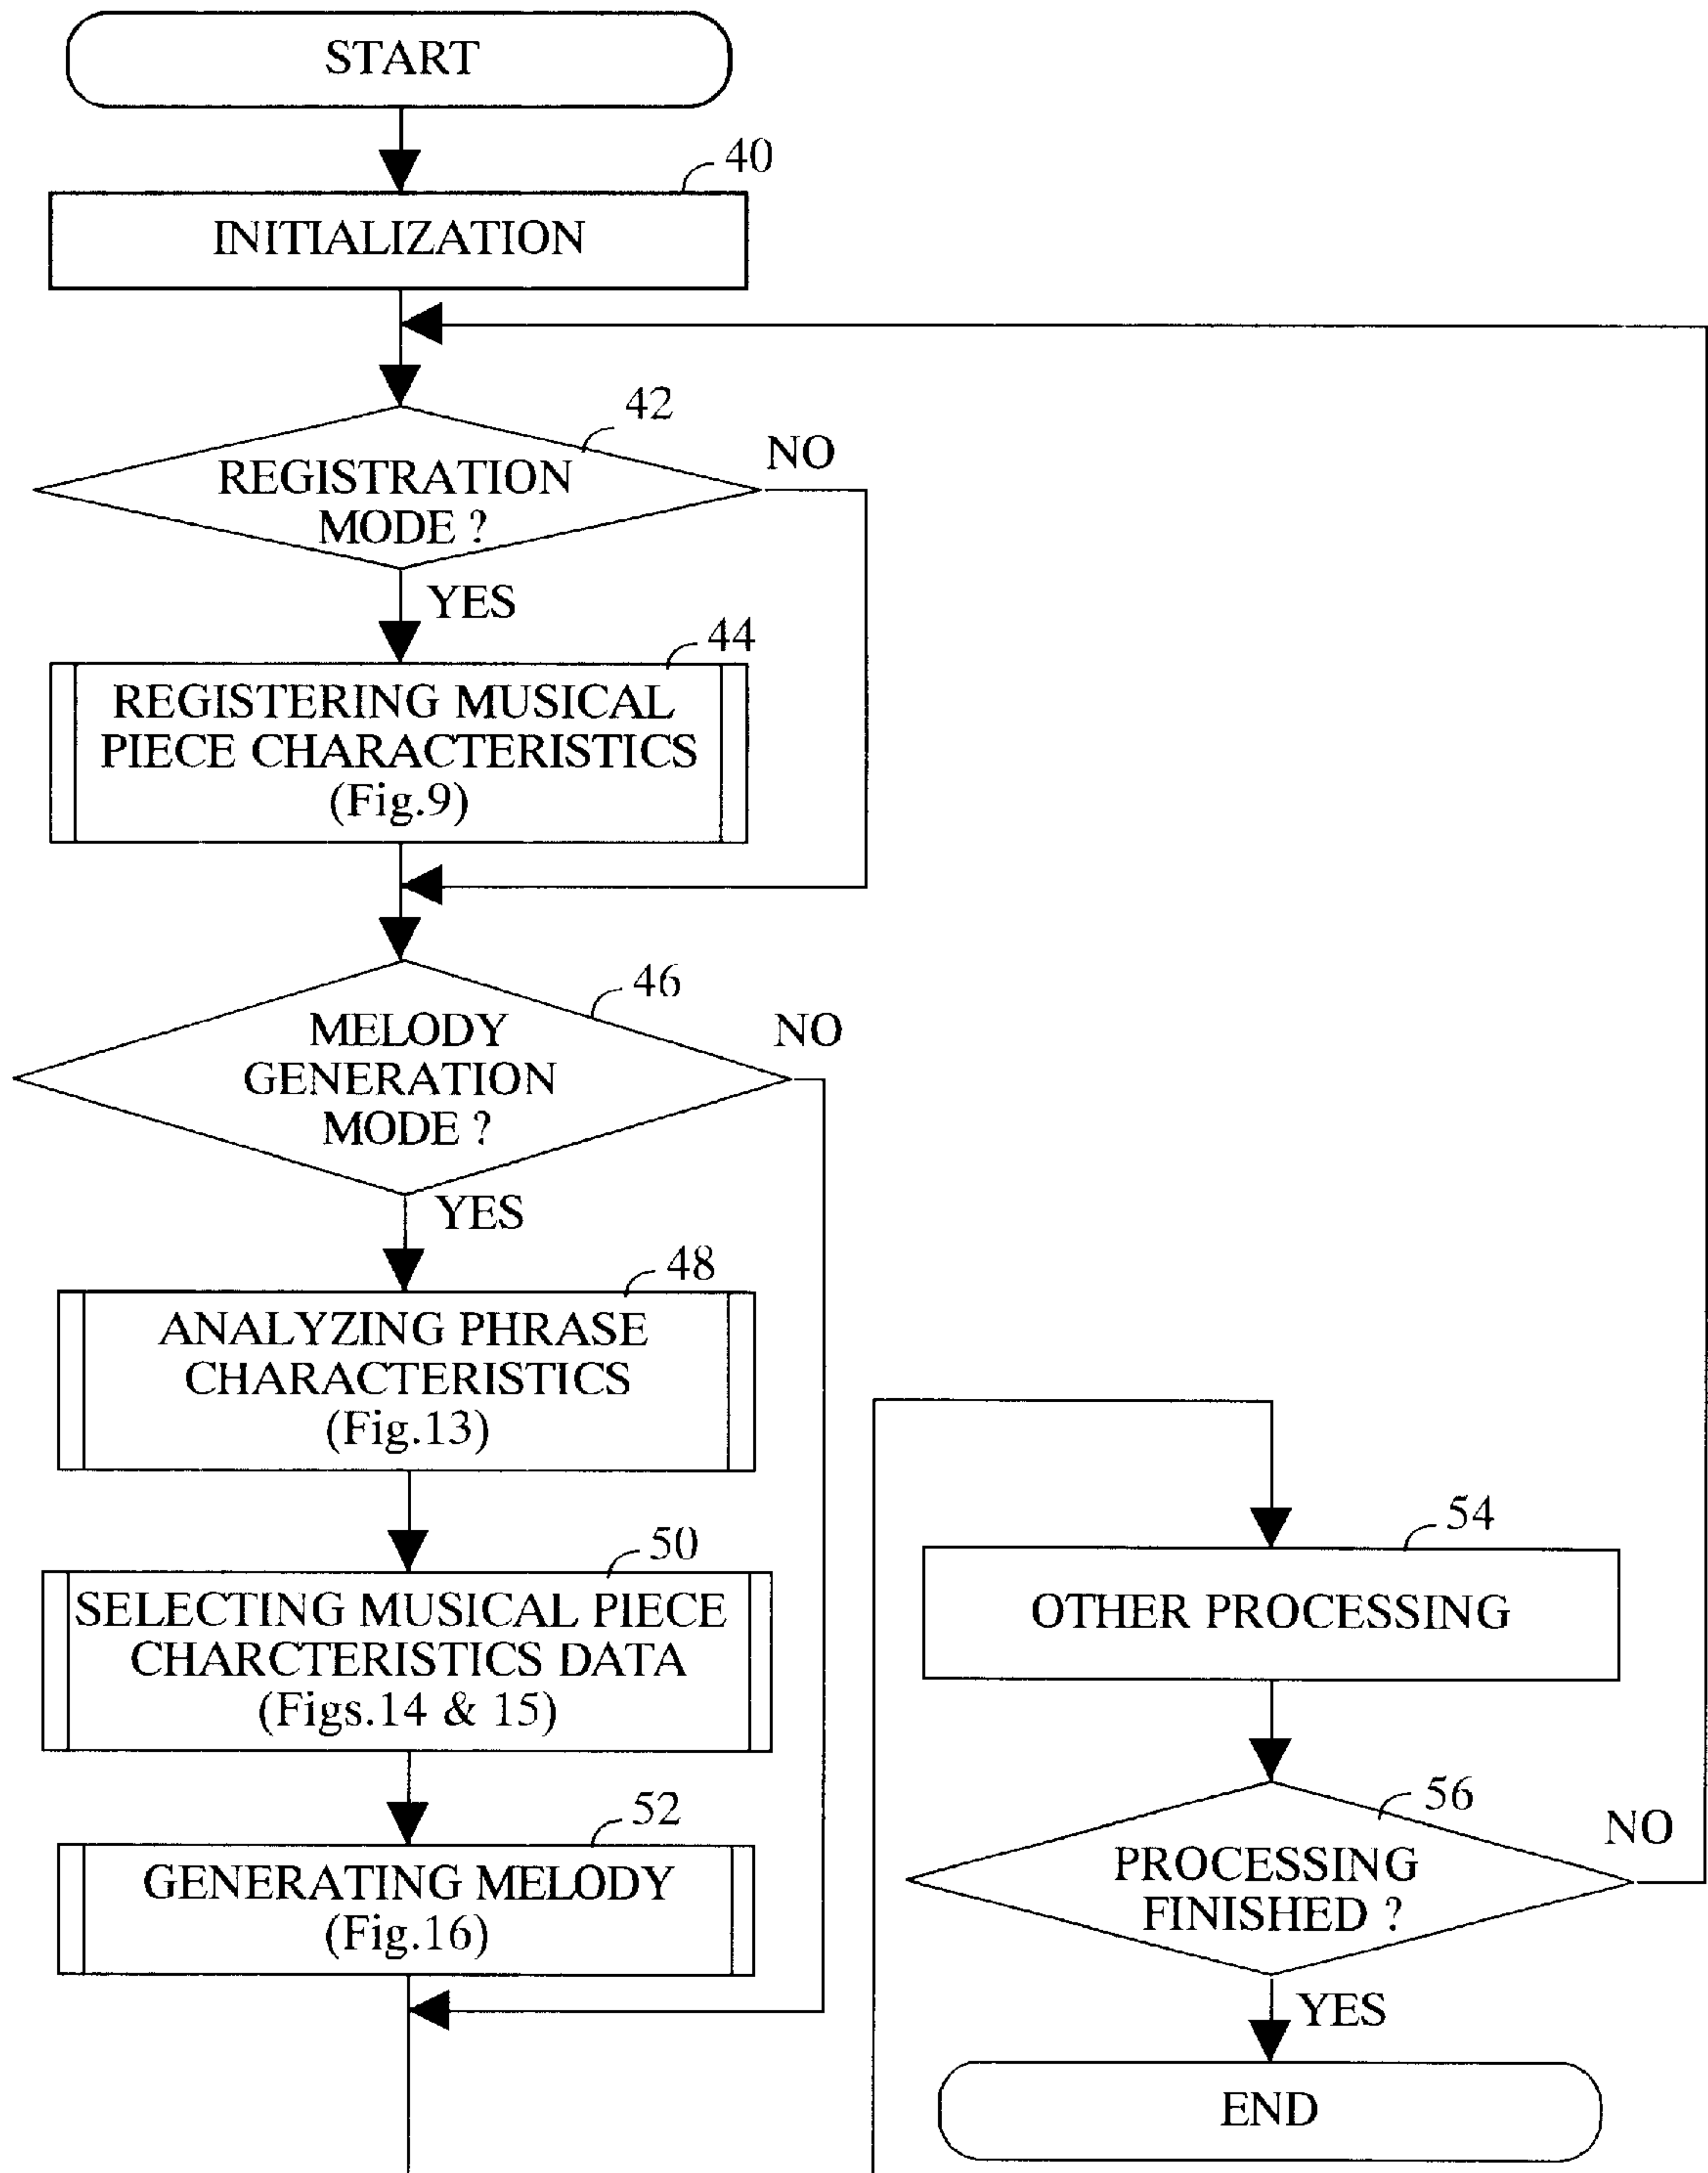 START
40
INITIALIZATION
42
NO
REGISTRATION
MODE ?
YES
44
REGISTERING MUSICAL
PIECE CHARACTERISTICS
(Fig.9)
46
NO
MELODY
GENERATION
MODE ?
YES
48
ANALYZING PHRASE
CHARACTERISTICS
(Fig.13)
50
SELECTING MUSICAL PIECE
CHARCTERISTICS DATA
(Figs.14 & 15)
52
GENERATING MELODY
(Fig.16)
54
OTHER PROCESSING
56
NO
PROCESSING
FINISHED ?
YES
END